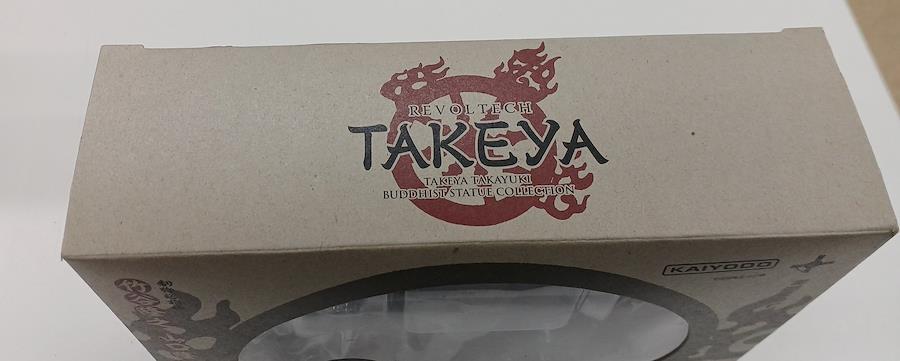 REVOLTECH
TAKEYA
TAKEYA TAKAYUKI
BUDDHIST STATUE COLLECTION
KAIYODO